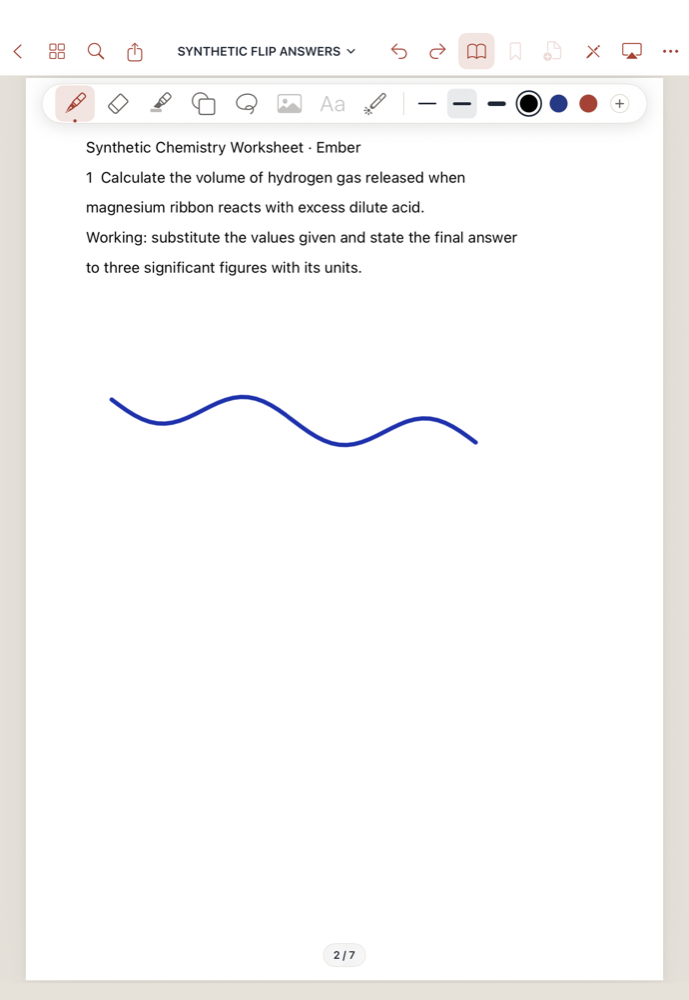 SYNTHETIC FLIP ANSWERS
Aa
Synthetic Chemistry Worksheet · Ember
1 Calculate the volume of hydrogen gas released when
magnesium ribbon reacts with excess dilute acid.
Working: substitute the values given and state the final answer
to three significant figures with its units.
2/7